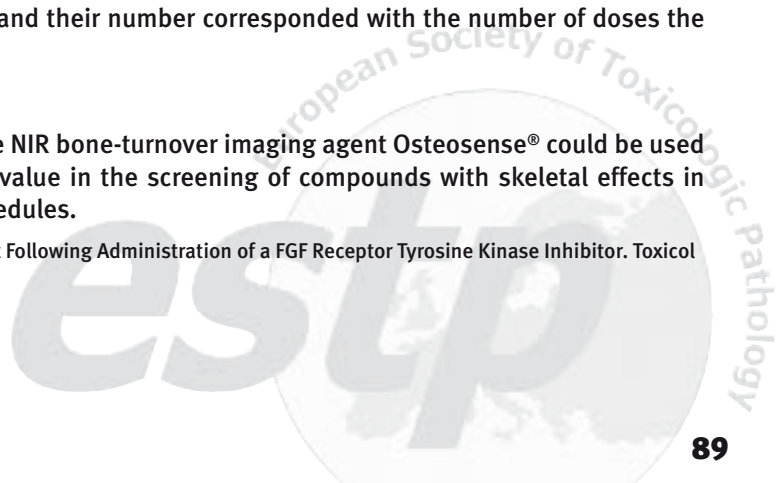 and their number corresponded with the number of doses the
European Society of Toxicologic Pathology
NIR bone-turnover imaging agent Osteosense® could be used
value in the screening of compounds with skeletal effects in
edules.
Following Administration of a FGF Receptor Tyrosine Kinase Inhibitor. Toxicol
estp
89